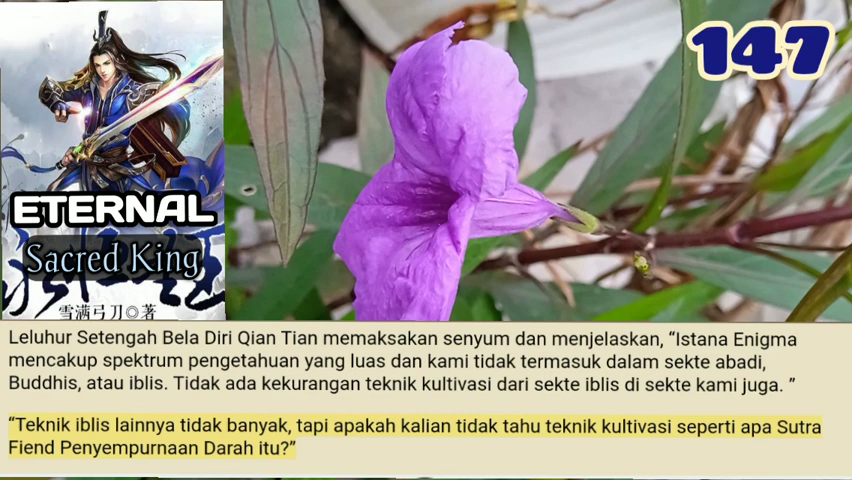 147
ETERNAL
Sacred King
雪满弓刀◎著
Leluhur Setengah Bela Diri Qian Tian memaksakan senyum dan menjelaskan, “Istana Enigma
mencakup spektrum pengetahuan yang luas dan kami tidak termasuk dalam sekte abadi,
Buddhis, atau iblis. Tidak ada kekurangan teknik kultivasi dari sekte iblis di sekte kami juga. ”
“Teknik iblis lainnya tidak banyak, tapi apakah kalian tidak tahu teknik kultivasi seperti apa Sutra
Fiend Penyempurnaan Darah itu?”